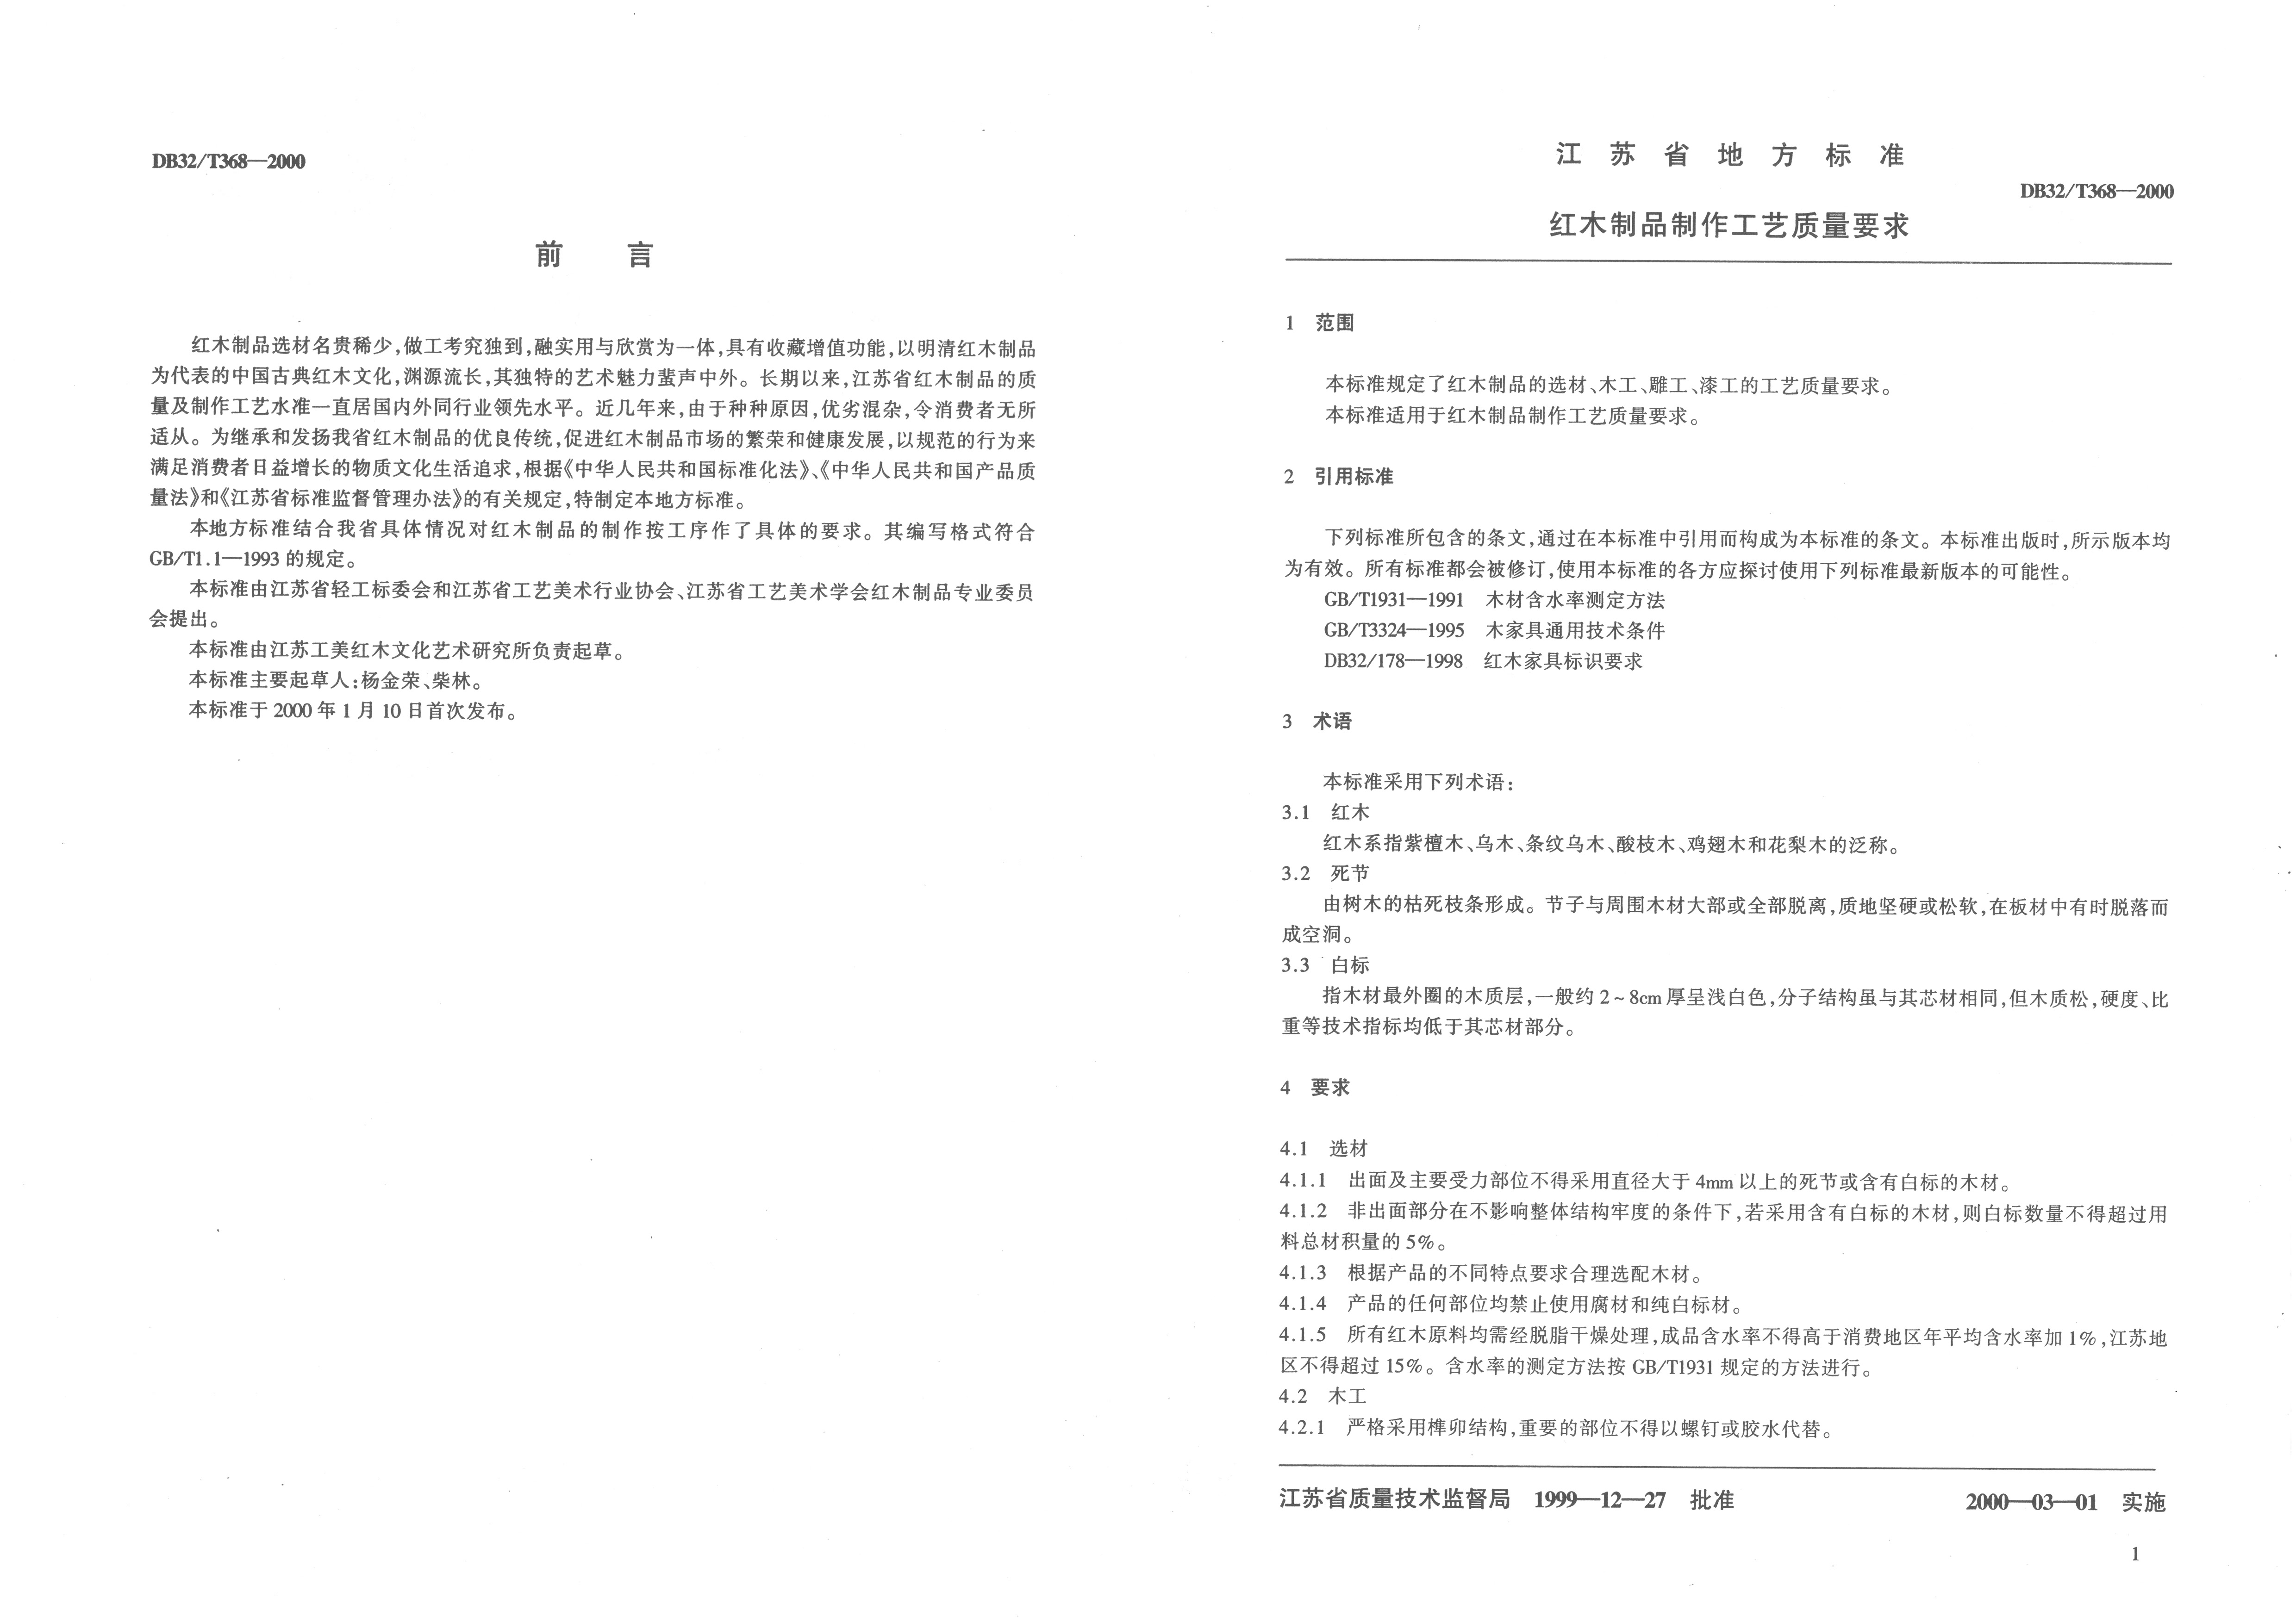 DB32/T368—2000
前 言
红木制品选材名贵稀少,做工考究独到,融实用与欣赏为一体,具有收藏增值功能,以明清红木制品
为代表的中国古典红木文化,渊源流长,其独特的艺术魅力蜚声中外。长期以来,江苏省红木制品的质
量及制作工艺水准一直居国内外同行业领先水平。近几年来,由于种种原因,优劣混杂,令消费者无所
适从。为继承和发扬我省红木制品的优良传统,促进红木制品市场的繁荣和健康发展,以规范的行为来
满足消费者日益增长的物质文化生活追求,根据《中华人民共和国标准化法》、《中华人民共和国产品质
量法》和《江苏省标准监督管理办法》的有关规定,特制定本地方标准。
本地方标准结合我省具体情况对红木制品的制作按工序作了具体的要求。其编写格式符合
GB/T1.1—1993 的规定。
本标准由江苏省轻工标委会和江苏省工艺美术行业协会、江苏省工艺美术学会红木制品专业委员
会提出。
本标准由江苏工美红木文化艺术研究所负责起草。
本标准主要起草人:杨金荣、柴林。
本标准于 2000 年 1 月 10 日首次发布。
江苏省地方标准
DB32/T368—2000
红木制品制作工艺质量要求
1 范围
本标准规定了红木制品的选材、木工、雕工、漆工的工艺质量要求。
本标准适用于红木制品制作工艺质量要求。
2 引用标准
下列标准所包含的条文,通过在本标准中引用而构成为本标准的条文。本标准出版时,所示版本均
为有效。所有标准都会被修订,使用本标准的各方应探讨使用下列标准最新版本的可能性。
GB/T1931—1991 木材含水率测定方法
GB/T3324—1995 木家具通用技术条件
DB32/178—1998 红木家具标识要求
3 术语
本标准采用下列术语:
3.1 红木
红木系指紫檀木、乌木、条纹乌木、酸枝木、鸡翅木和花梨木的泛称。
3.2 死节
由树木的枯死枝条形成。节子与周围木材大部或全部脱离,质地坚硬或松软,在板材中有时脱落而
成空洞。
3.3 白标
指木材最外圈的木质层,一般约 2~8cm 厚呈浅白色,分子结构虽与其芯材相同,但木质松,硬度、比
重等技术指标均低于其芯材部分。
4 要求
4.1 选材
4.1.1 出面及主要受力部位不得采用直径大于 4mm 以上的死节或含有白标的木材。
4.1.2 非出面部分在不影响整体结构牢度的条件下,若采用含有白标的木材,则白标数量不得超过用
料总材积量的 5%。
4.1.3 根据产品的不同特点要求合理选配木材。
4.1.4 产品的任何部位均禁止使用腐材和纯白标材。
4.1.5 所有红木原料均需经脱脂干燥处理,成品含水率不得高于消费地区年平均含水率加 1%,江苏地
区不得超过 15%。含水率的测定方法按 GB/T1931 规定的方法进行。
4.2 木工
4.2.1 严格采用榫卯结构,重要的部位不得以螺钉或胶水代替。
江苏省质量技术监督局 1999—12—27 批准 2000—03—01 实施
1